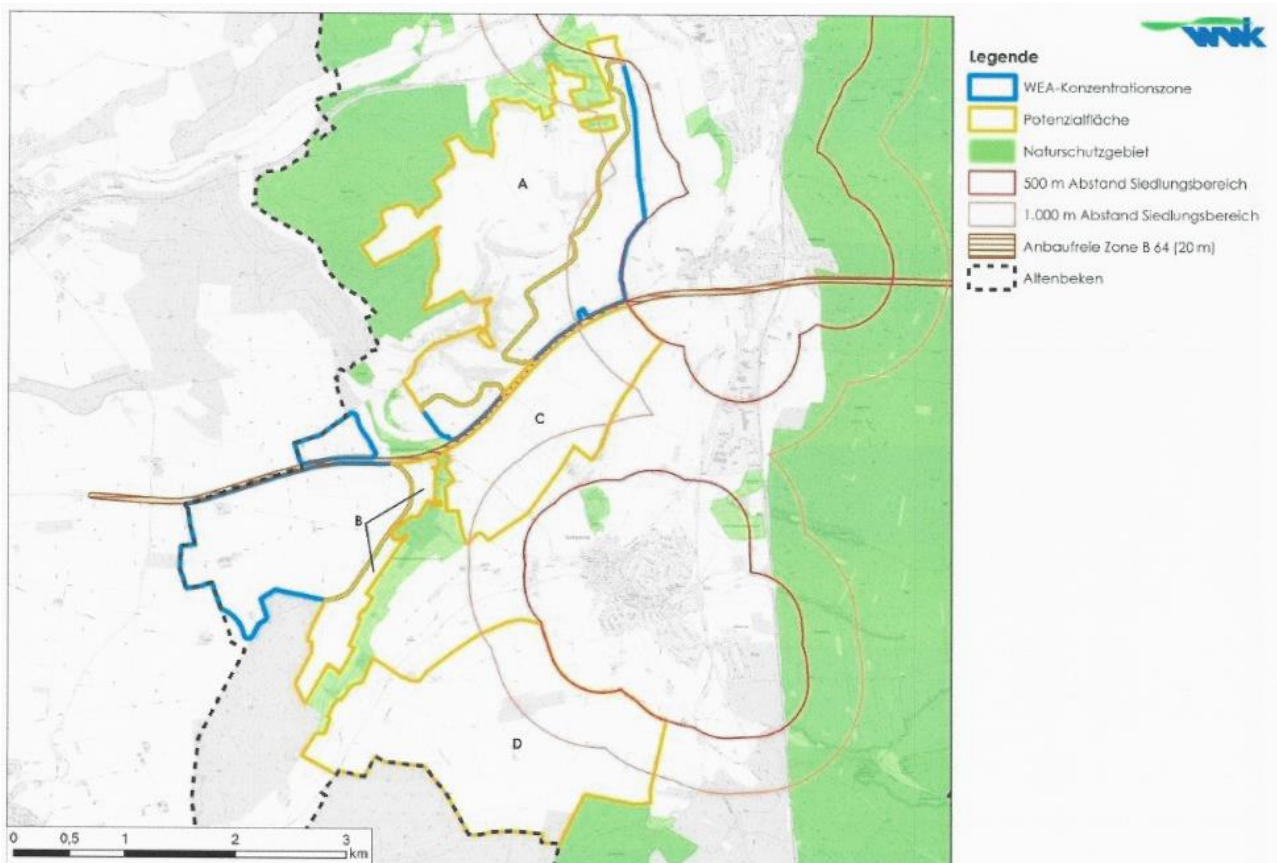 wwk
Legende
WEA-Konzentrationszone
Potenzialfläche
Naturschutzgebiet
500 m Abstand Siedlungsbereich
1.000 m Abstand Siedlungsbereich
Anbaufreie Zone B 64 (20 m)
Altenbeken
A
C
B
D
0 0,5 1 2 3
km